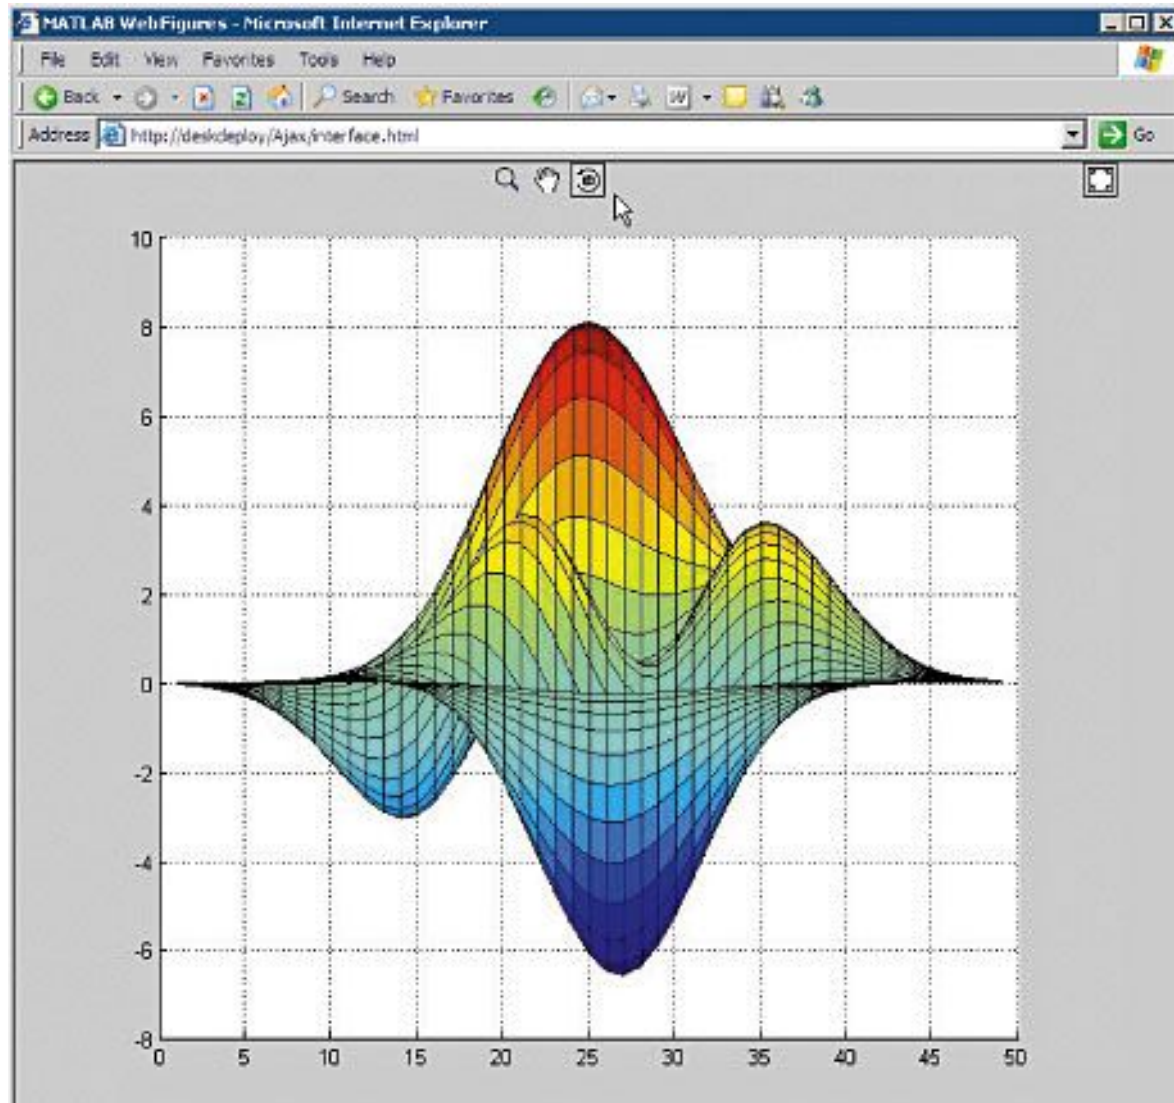 MATLAB WebFigures - Microsoft Internet Explorer
File Edit View Favorites Tools Help
Back Search Favorites
Address http://deskdeploy/Ajax/interface.html Go
10
8
6
4
2
0
-2
-4
-6
-8
0 5 10 15 20 25 30 35 40 45 50